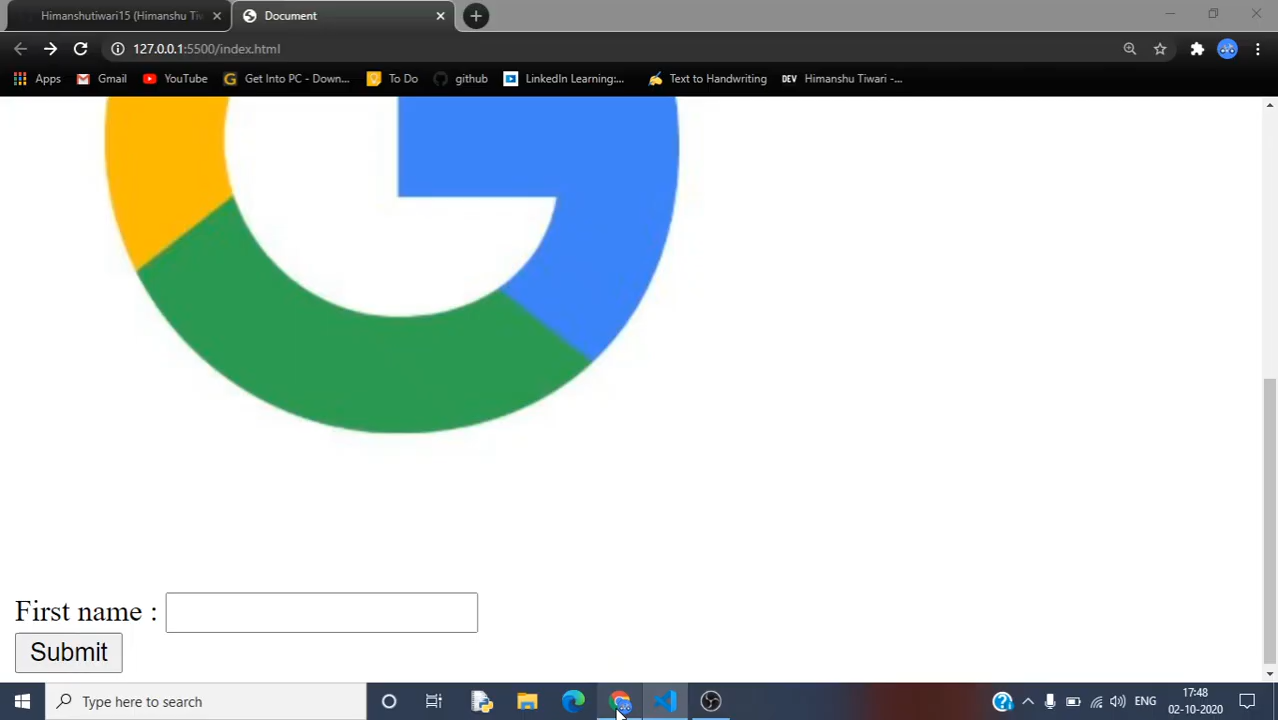 Himanshutiwari15 (Himanshu Tiw
Document
127.0.0.1:5500/index.html
Apps
Gmail
YouTube
Get Into PC - Down...
To Do
github
LinkedIn Learning:...
Text to Handwriting
DEV
Himanshu Tiwari -...
First name :
Submit
Type here to search
ENG
17:48
02-10-2020